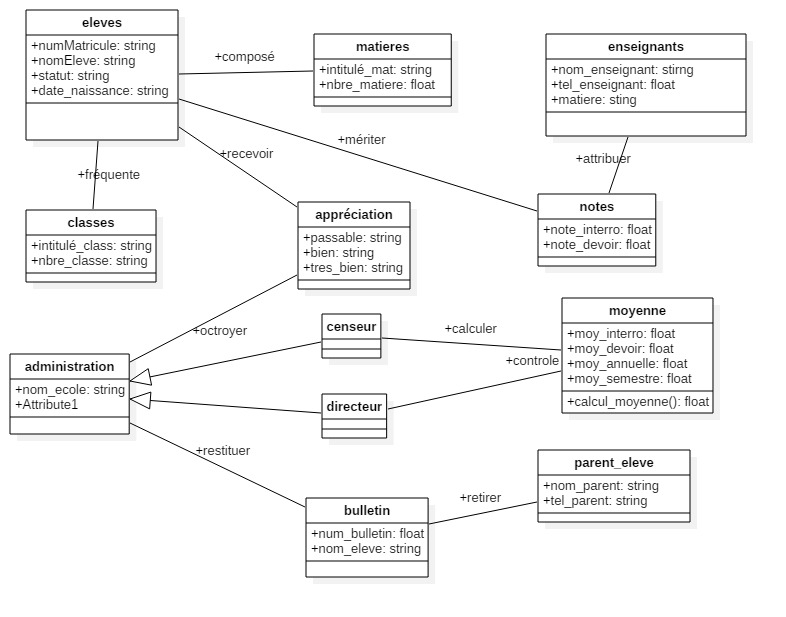 eleves
+numMatricule: string
+nomEleve: string
+statut: string
+date_naissance: string
+composé
matieres
+intitulé_mat: string
+nbre_matiere: float
enseignants
+nom_enseignant: stirng
+tel_enseignant: float
+matiere: sting
+mériter
+recevoir
+attribuer
+fréquente
classes
+intitulé_class: string
+nbre_classe: string
appréciation
+passable: string
+bien: string
+tres_bien: string
notes
+note_interro: float
+note_devoir: float
+octroyer
censeur
+calculer
moyenne
+moy_interro: float
+moy_devoir: float
+moy_annuelle: float
+moy_semestre: float
+calcul_moyenne(): float
+controle
administration
+nom_ecole: string
+Attribute1
directeur
+restituer
bulletin
+num_bulletin: float
+nom_eleve: string
+retirer
parent_eleve
+nom_parent: string
+tel_parent: string